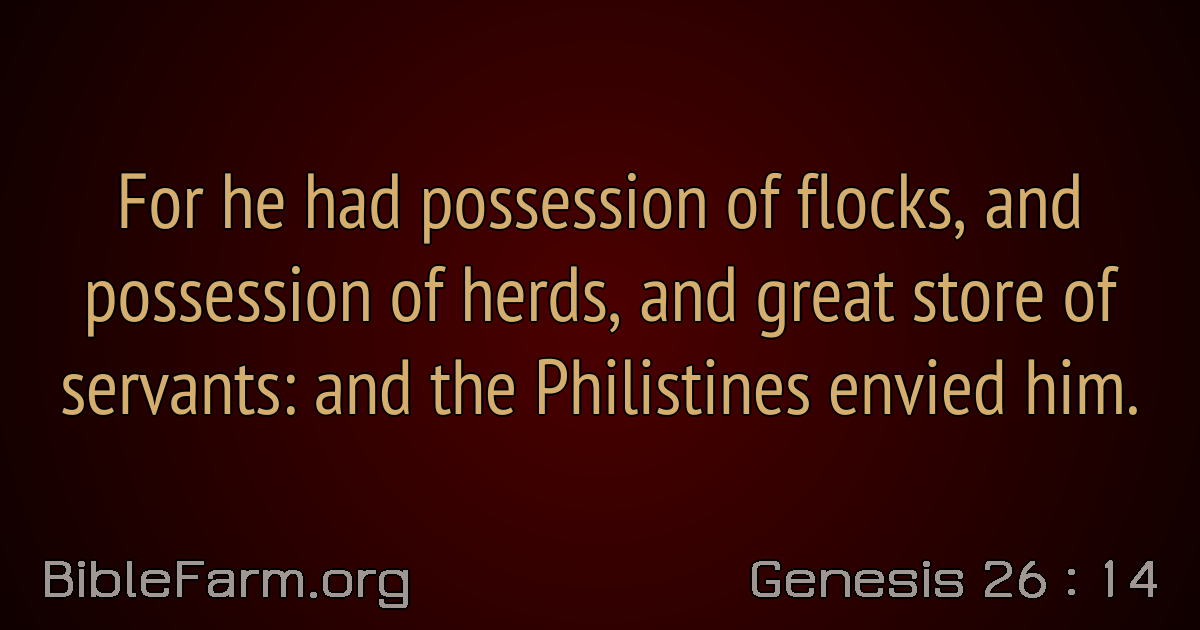 For he had possession of flocks, and
possession of herds, and great store of
servants: and the Philistines envied him.
BibleFarm.org
Genesis 26 : 14